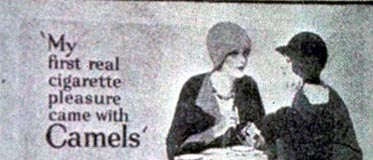 'My
first real
cigarette
pleasure
came with
Camels'